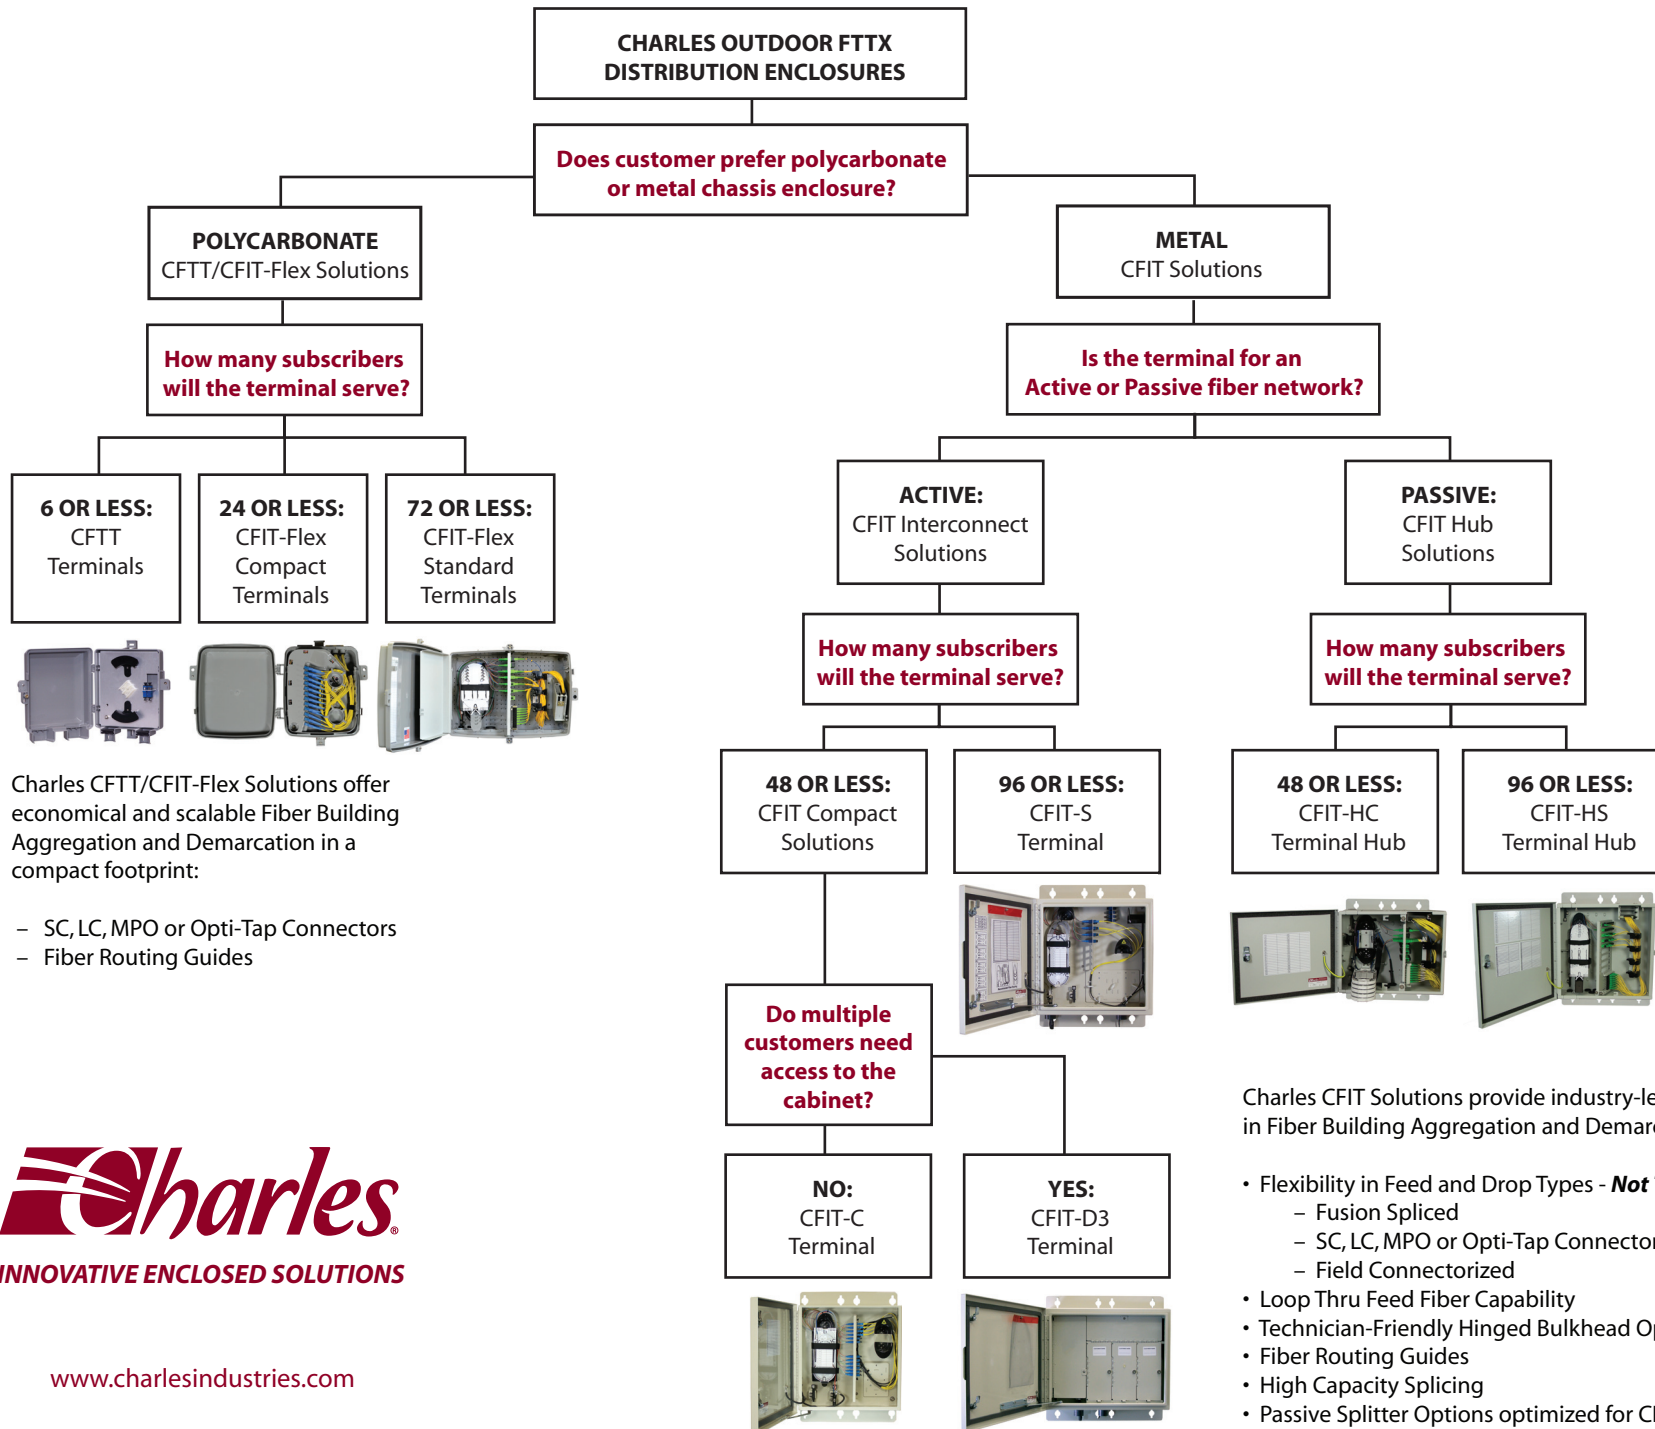 CHARLES OUTDOOR FTTX
DISTRIBUTION ENCLOSURES
Does customer prefer polycarbonate
or metal chassis enclosure?
POLYCARBONATE
CFTT/CFIT-Flex Solutions
METAL
CFIT Solutions
How many subscribers
will the terminal serve?
Is the terminal for an
Active or Passive fiber network?
6 OR LESS:
CFTT
Terminals
24 OR LESS:
CFIT-Flex
Compact
Terminals
72 OR LESS:
CFIT-Flex
Standard
Terminals
ACTIVE:
CFIT Interconnect
Solutions
PASSIVE:
CFIT Hub
Solutions
How many subscribers
will the terminal serve?
How many subscribers
will the terminal serve?
48 OR LESS:
CFIT Compact
Solutions
96 OR LESS:
CFIT-S
Terminal
48 OR LESS:
CFIT-HC
Terminal Hub
96 OR LESS:
CFIT-HS
Terminal Hub
Charles CFTT/CFIT-Flex Solutions offer
economical and scalable Fiber Building
Aggregation and Demarcation in a
compact footprint:
– SC, LC, MPO or Opti-Tap Connectors
– Fiber Routing Guides
Do multiple
customers need
access to the
cabinet?
NO:
CFIT-C
Terminal
YES:
CFIT-D3
Terminal
Charles CFIT Solutions provide
in Fiber Building Aggregation and
• Flexibility in Feed and Drop Types - Not
– Fusion Spliced
– SC, LC, MPO or Opti-Tap
– Field Connectorized
• Loop Thru Feed Fiber Capability
• Technician-Friendly Hinged Bulkhead
• Fiber Routing Guides
• High Capacity Splicing
• Passive Splitter Options optimized for
Charles®
INNOVATIVE ENCLOSED SOLUTIONS
www.charlesindustries.com